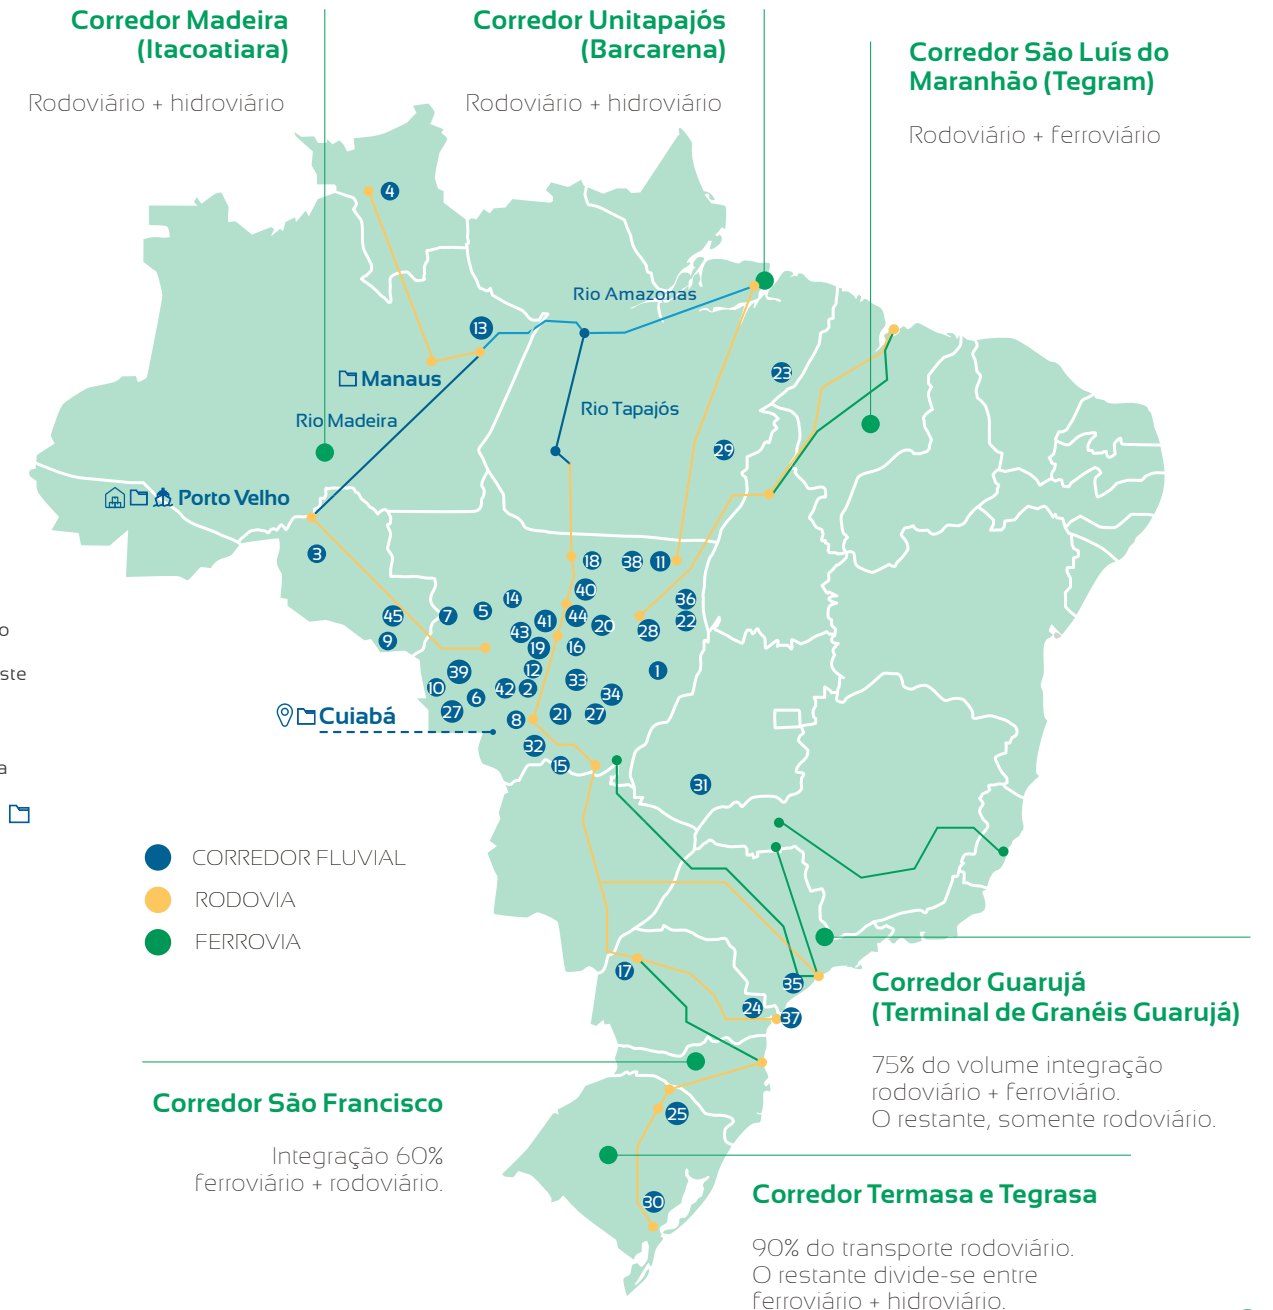 Corredor Madeira
(Itacoatiara)
Rodoviário + hidroviário
Corredor Unitapajós
(Barcarena)
Rodoviário + hidroviário
Corredor São Luís do
Maranhão (Tegram)
Rodoviário + ferroviário
4
Rio Amazonas
13
Manaus
23
Rio Tapajós
Rio Madeira
29
Porto Velho
3
18
38
11
40
14
36
5
45
7
44
41
22
20
28
43
o
9
19
16
12
1
39
ste
33
10
42
2
34
6
27
21
27
8
Cuiabá
32
15
a
31
CORREDOR FLUVIAL
RODOVIA
FERROVIA
17
35
24
37
Corredor Guarujá
(Terminal de Granéis Guarujá)
75% do volume integração
rodoviário + ferroviário.
O restante, somente rodoviário.
Corredor São Francisco
Integração 60%
ferroviário + rodoviário.
25
30
Corredor Termasa e Tegrasa
90% do transporte rodoviário.
O restante divide-se entre
ferroviário + hidroviário.